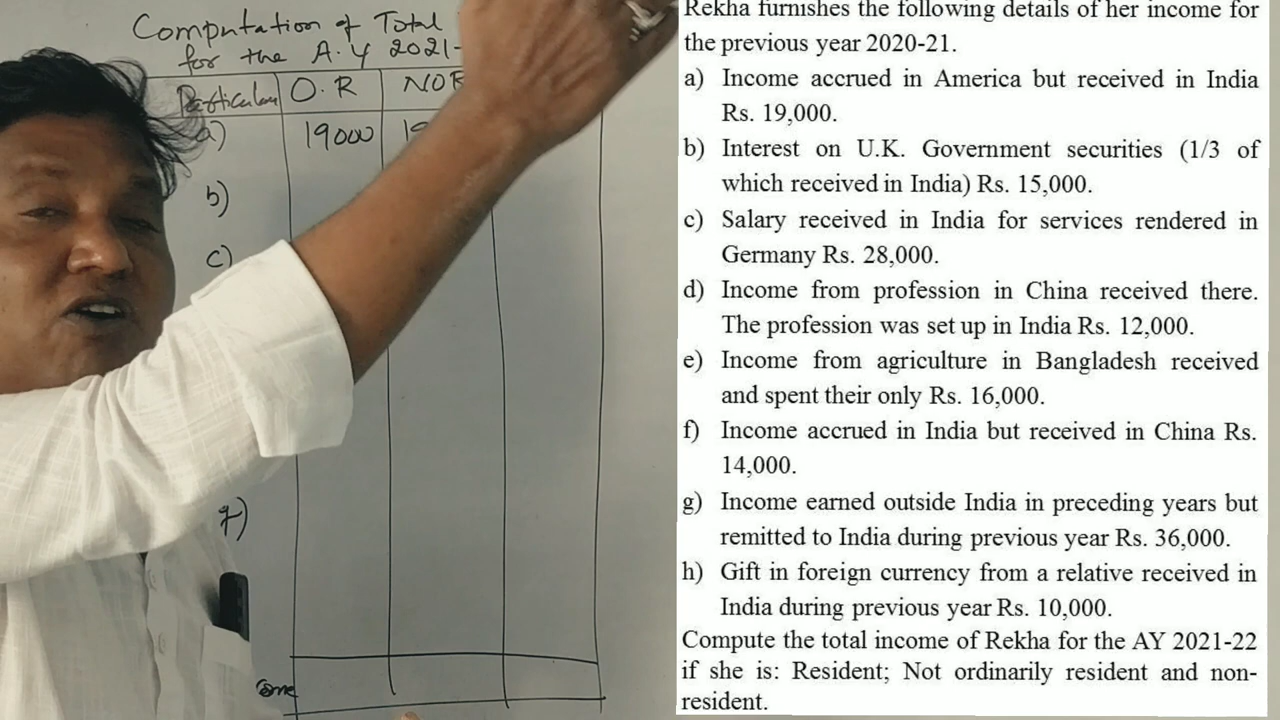 Computation of Total
for the A.Y 2021-
Particulars O.R NOR
a) 19000 19
b)
c)
g)
Rekha furnishes the following details of her income for
the previous year 2020-21.
a) Income accrued in America but received in India
Rs. 19,000.
b) Interest on U.K. Government securities (1/3 of
which received in India) Rs. 15,000.
c) Salary received in India for services rendered in
Germany Rs. 28,000.
d) Income from profession in China received there.
The profession was set up in India Rs. 12,000.
e) Income from agriculture in Bangladesh received
and spent their only Rs. 16,000.
f) Income accrued in India but received in China Rs.
14,000.
g) Income earned outside India in preceding years but
remitted to India during previous year Rs. 36,000.
h) Gift in foreign currency from a relative received in
India during previous year Rs. 10,000.
Compute the total income of Rekha for the AY 2021-22
if she is: Resident; Not ordinarily resident and non-
resident.